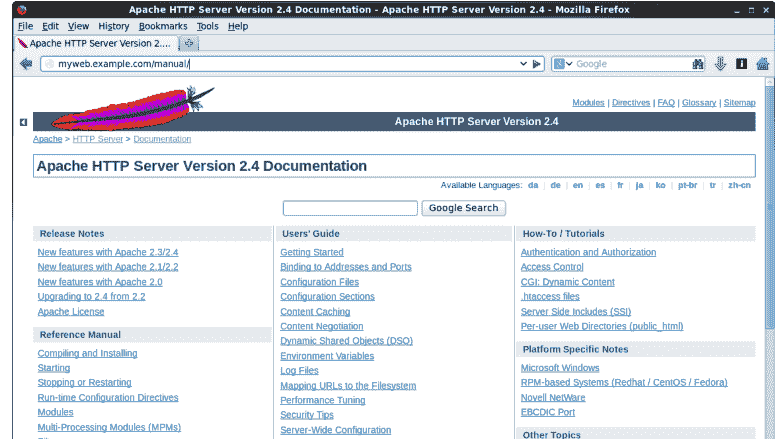 Apache HTTP Server Version 2.4 Documentation - Apache HTTP Server Version 2.4 - Mozilla Firefox
File Edit View History Bookmarks Tools Help
Apache HTTP Server Version 2....
myweb.example.com/manual/
Google
Modules | Directives | FAQ | Glossary | Sitemap
Apache HTTP Server Version 2.4
Apache > HTTP Server > Documentation
Apache HTTP Server Version 2.4 Documentation
Available Languages: da | de | en | es | fr | ja | ko | pt-br | tr | zh-cn
Google Search
Release Notes
New features with Apache 2.3/2.4
New features with Apache 2.1/2.2
New features with Apache 2.0
Upgrading to 2.4 from 2.2
Apache License
Reference Manual
Compiling and Installing
Starting
Stopping or Restarting
Run-time Configuration Directives
Modules
Multi-Processing Modules (MPMs)
Users' Guide
Getting Started
Binding to Addresses and Ports
Configuration Files
Configuration Sections
Content Caching
Content Negotiation
Dynamic Shared Objects (DSO)
Environment Variables
Log Files
Mapping URLs to the Filesystem
Performance Tuning
Security Tips
Server-Wide Configuration
How-To / Tutorials
Authentication and Authorization
Access Control
CGI: Dynamic Content
.htaccess files
Server Side Includes (SSI)
Per-user Web Directories (public_html)
Platform Specific Notes
Microsoft Windows
RPM-based Systems (Redhat / CentOS / Fedora)
Novell NetWare
EBCDIC Port
Other Topics